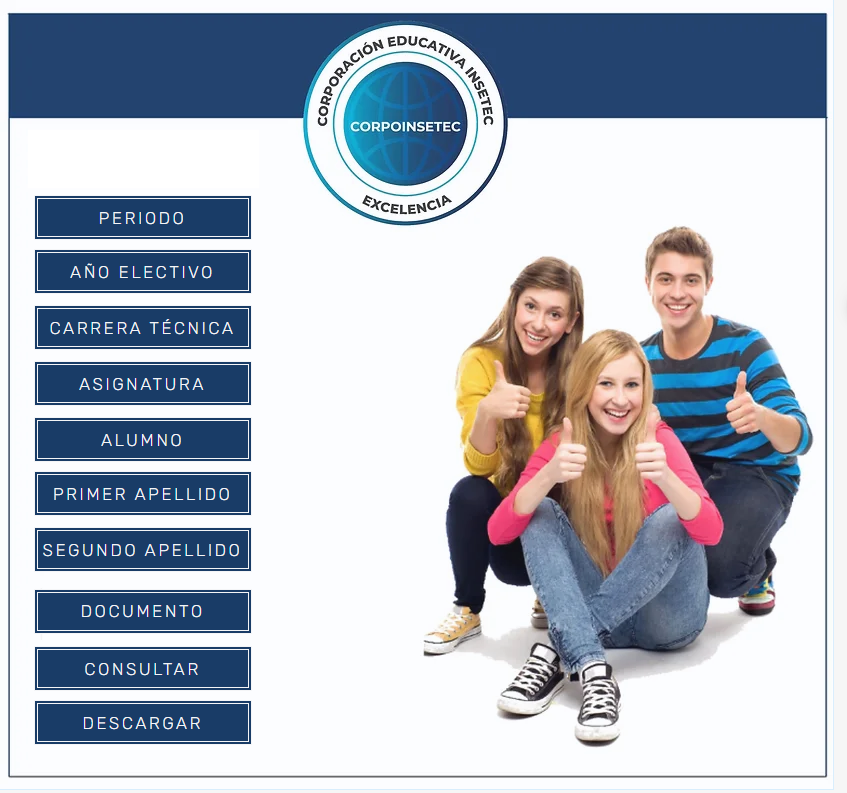 CORPORACIÓN EDUCATIVA INSETEC
CORPOINSETEC
EXCELENCIA
PERIODO
AÑO ELECTIVO
CARRERA TÉCNICA
ASIGNATURA
ALUMNO
PRIMER APELLIDO
SEGUNDO APELLIDO
DOCUMENTO
CONSULTAR
DESCARGAR